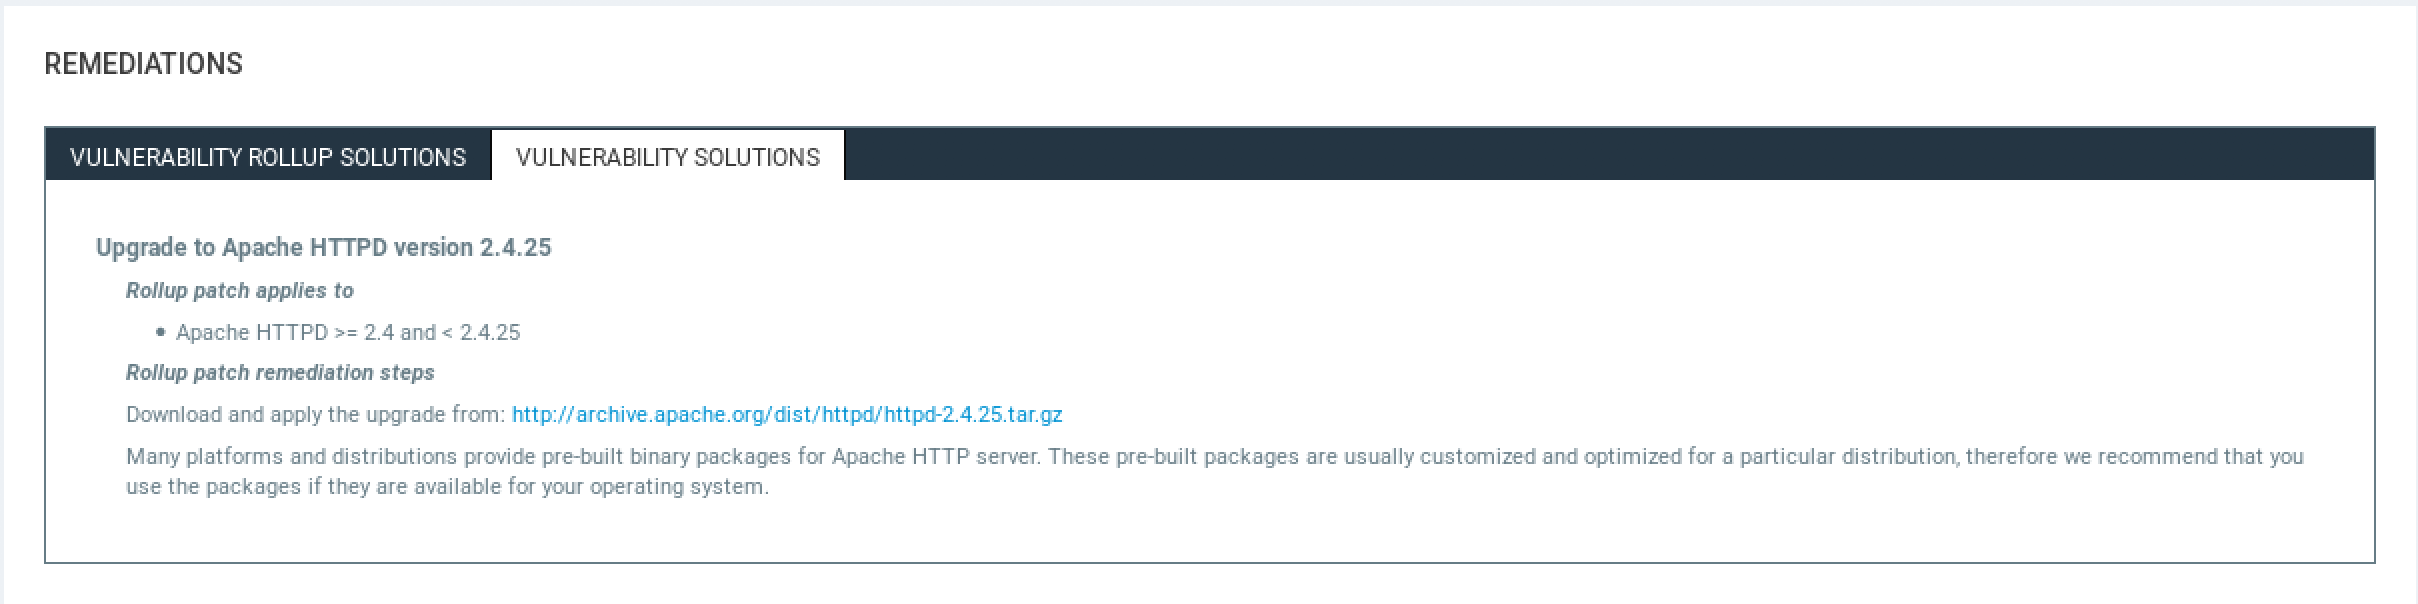 REMEDIATIONS
VULNERABILITY ROLLUP SOLUTIONS VULNERABILITY SOLUTIONS
Upgrade to Apache HTTPD version 2.4.25
Rollup patch applies to
• Apache HTTPD >= 2.4 and < 2.4.25
Rollup patch remediation steps
Download and apply the upgrade from: http://archive.apache.org/dist/httpd/httpd-2.4.25.tar.gz
Many platforms and distributions provide pre-built binary packages for Apache HTTP server. These pre-built packages are usually customized and optimized for a particular distribution, therefore we recommend that you
use the packages if they are available for your operating system.